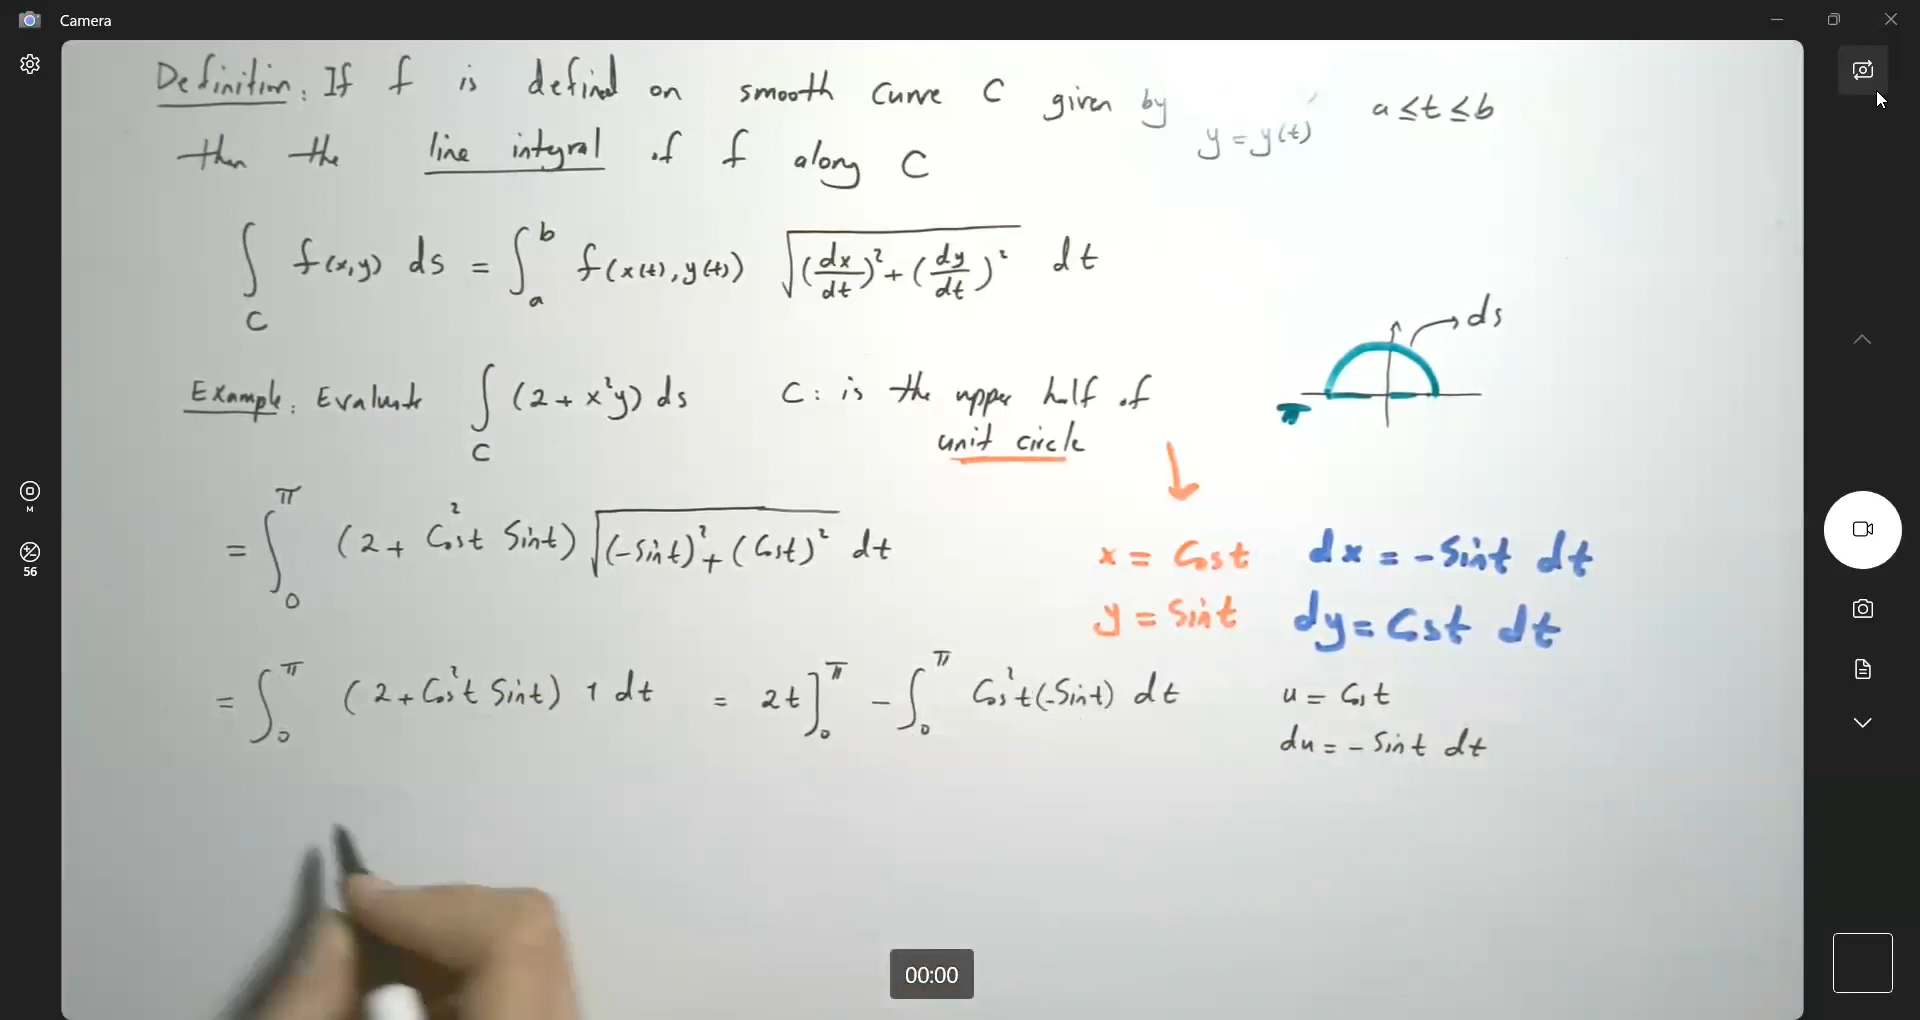 Camera
Definition: If f is defined on smooth curve C given by a ≤ t ≤ b
y = y(t)
then the line integral of f along C
∫_C f(x,y) ds = ∫_a^b f(x(t), y(t)) √((dx/dt)² + (dy/dt)²) dt
ds
Example: Evaluate ∫_C (2 + x²y) ds C: is the upper half of
unit circle
π
= ∫_0^π (2 + Cos²t Sint) √((-Sint)² + (Cost)²) dt
x = Cost dx = -Sint dt
y = Sint dy = Cost dt
= ∫_0^π (2 + Cos²t Sint) 1 dt = 2t]_0^π - ∫_0^π Cos²t(-Sint) dt
u = Cost
du = -Sint dt
M
56
00:00